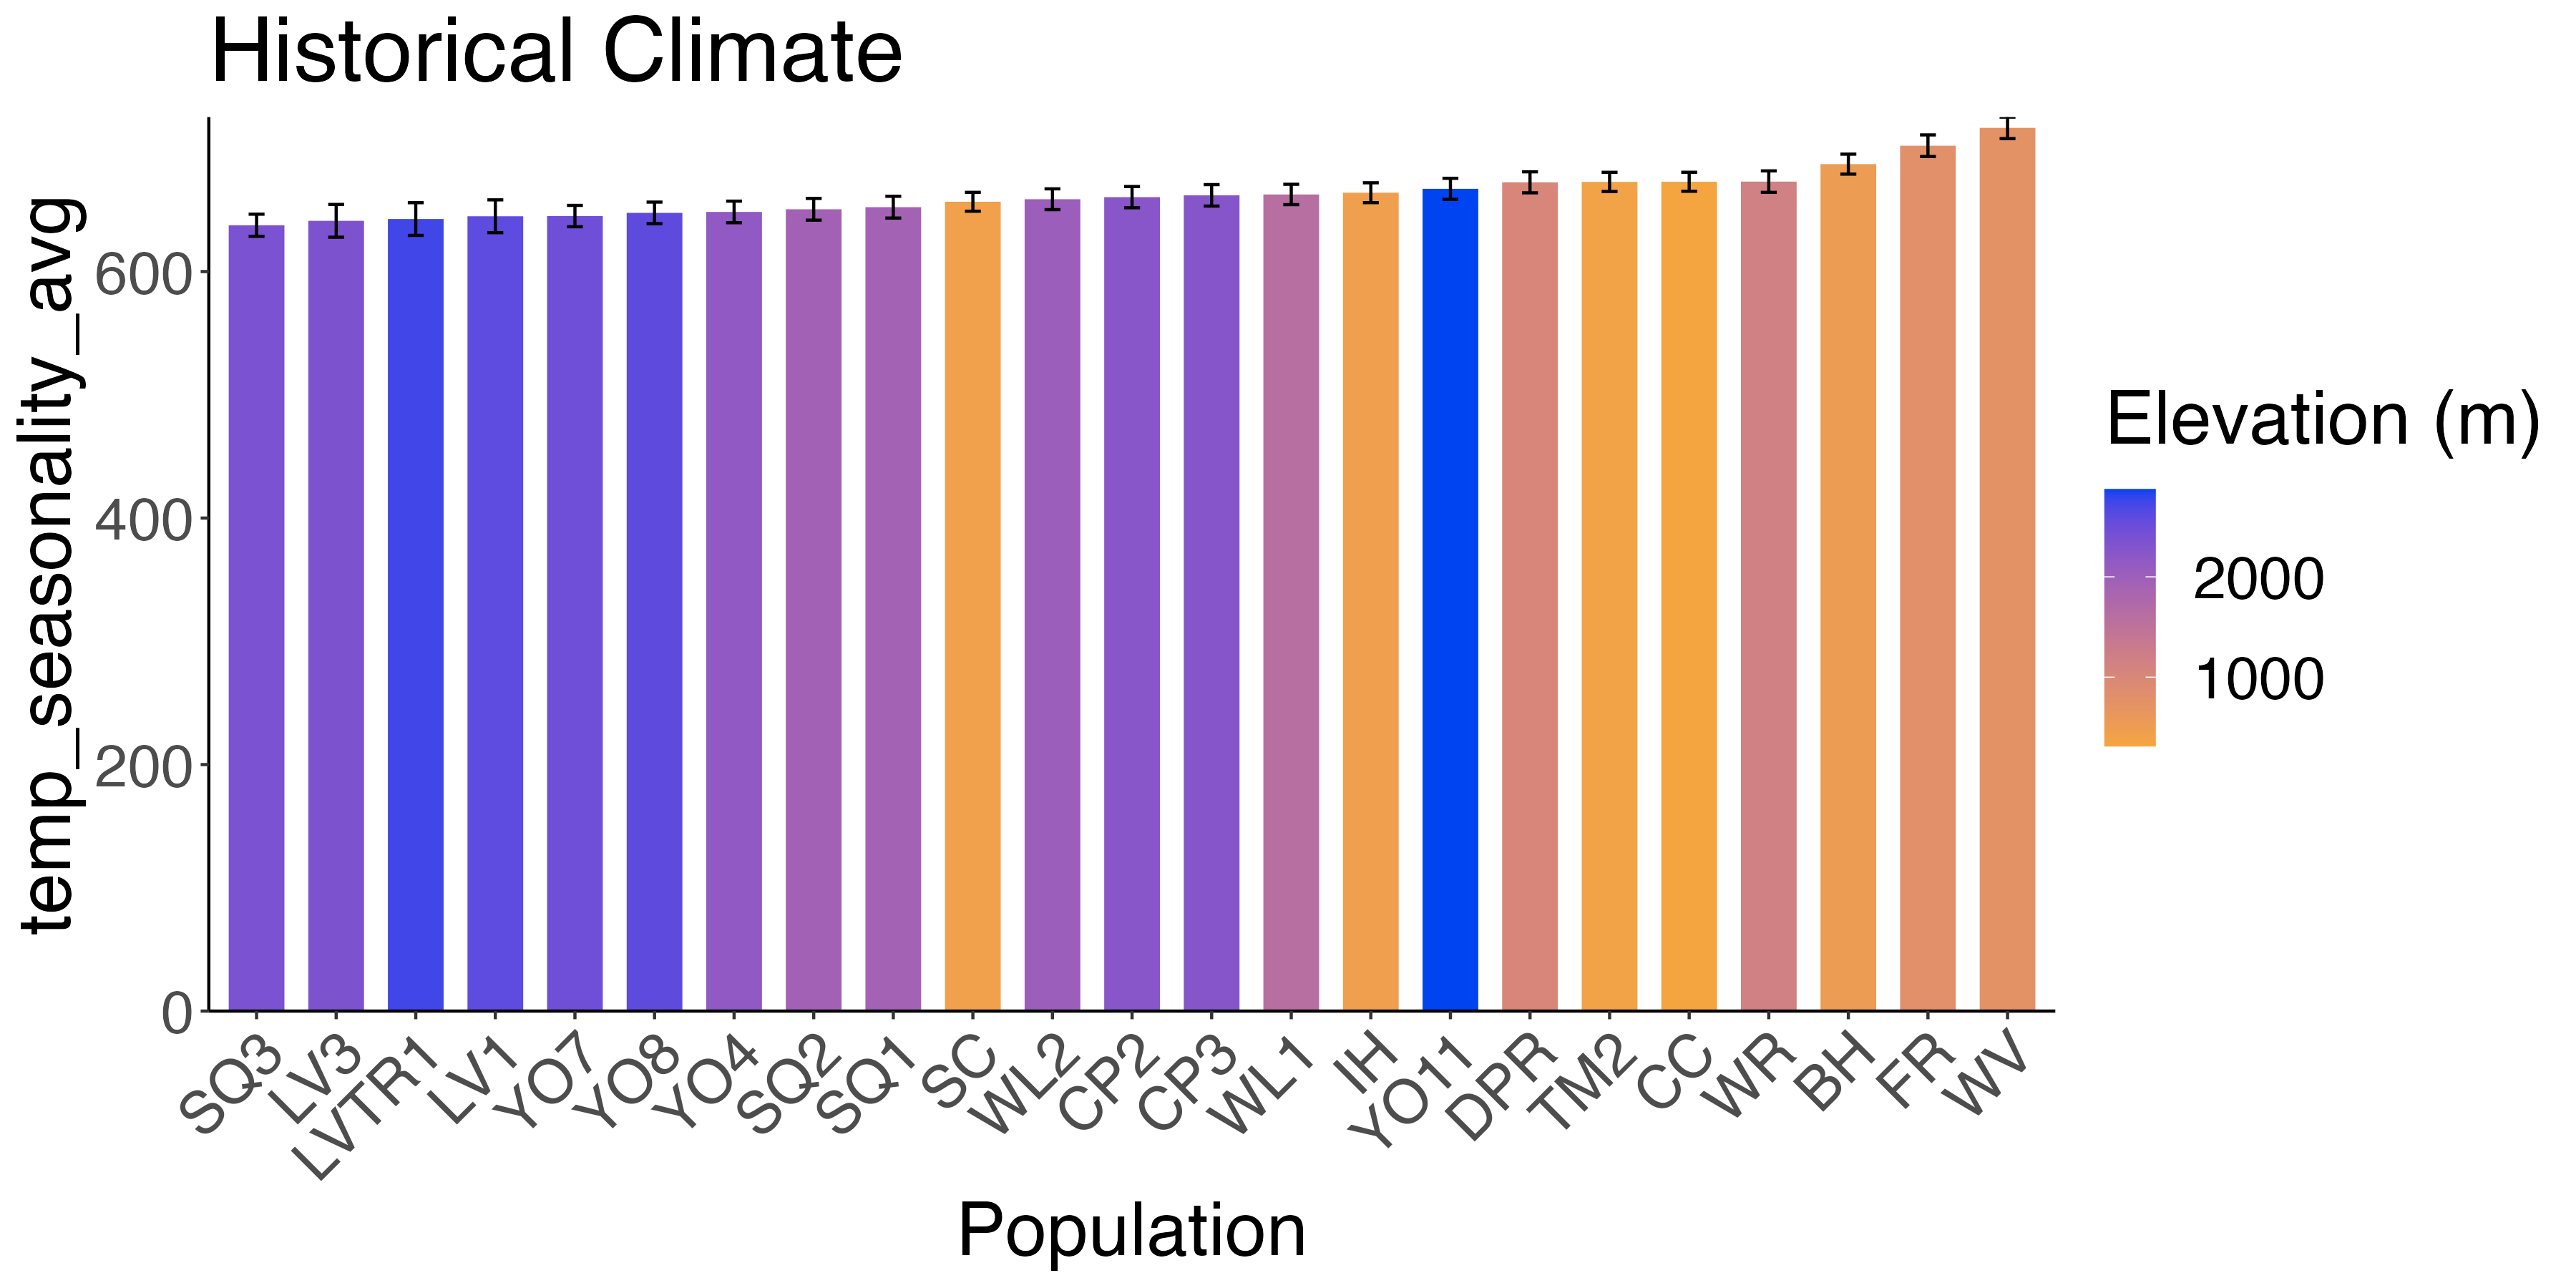 Historical Climate
temp_seasonality_avg
600
400
200
0
SQ3
LV3
LVTR1
LV1
YO7
YO8
YO4
SQ2
SQ1
SC
WL2
CP2
CP3
WL1
IH
YO11
DPR
TM2
CC
WR
BH
FR
WV
Population
Elevation (m)
2000
1000